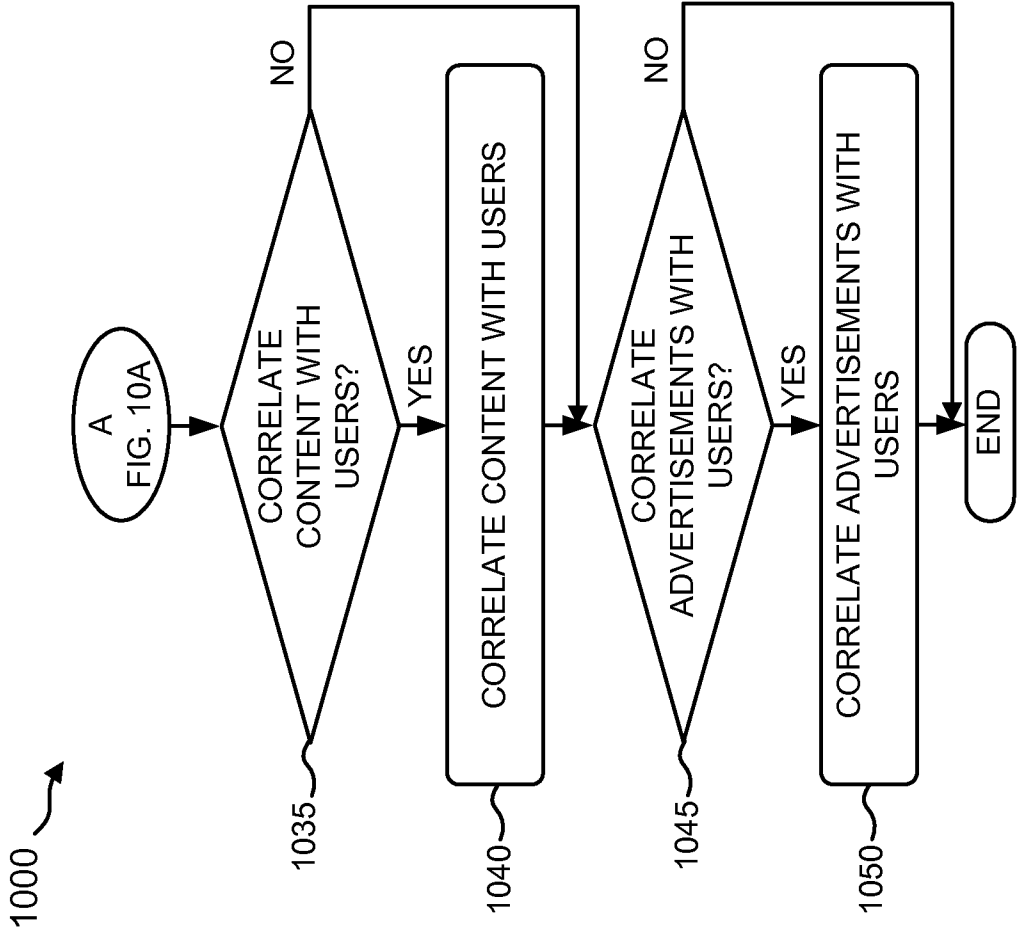 1000
A
FIG. 10A
1035
CORRELATE
CONTENT WITH
USERS?
NO
YES
1040
CORRELATE CONTENT WITH USERS
1045
CORRELATE
ADVERTISEMENTS WITH
USERS?
NO
YES
1050
CORRELATE ADVERTISEMENTS WITH
USERS
END